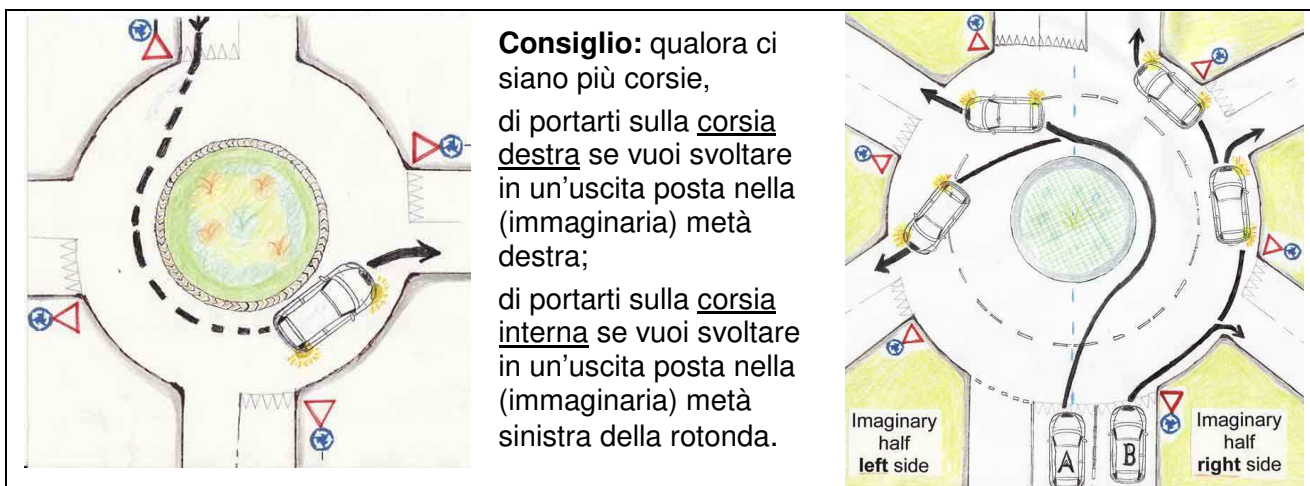 Consiglio: qualora ci
siano più corsie,
di portarti sulla corsia
destra se vuoi svoltare
in un’uscita posta nella
(immaginaria) metà
destra;
di portarti sulla corsia
interna se vuoi svoltare
in un’uscita posta nella
(immaginaria) metà
sinistra della rotonda.
Imaginary
half
left side
A
B
Imaginary
half
right side